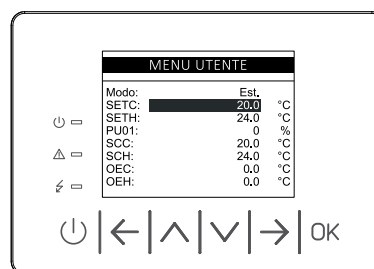 MENU UTENTE
Modo: Est.
SETC: 20.0 °C
SETH: 24.0 °C
PU01: 0 %
SCC: 20.0 °C
SCH: 24.0 °C
OEC: 0.0 °C
OEH: 0.0 °C
OK